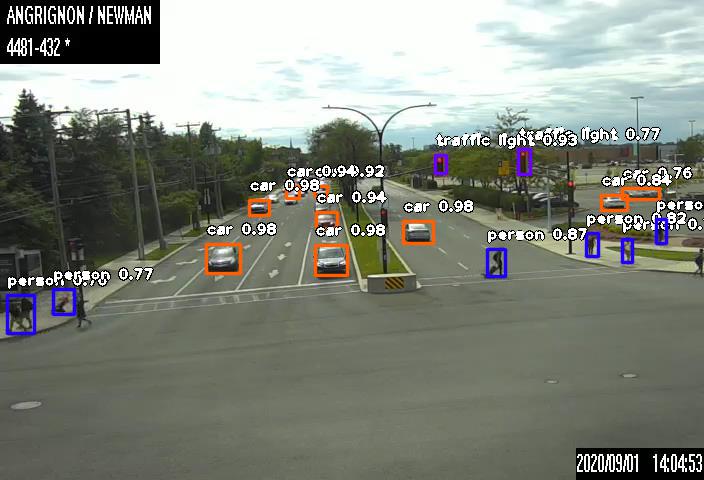 ANGRIGNON / NEWMAN
4481-432 *
traffic light 0.93
traffic light 0.77
car 0.92
car 0.94
car 0.98
car 0.94
car 0.76
car 0.84
car 0.98
person 0.82
car 0.98
car 0.98
person 0.87
person
person 0.77
2020/09/01 14:04:53